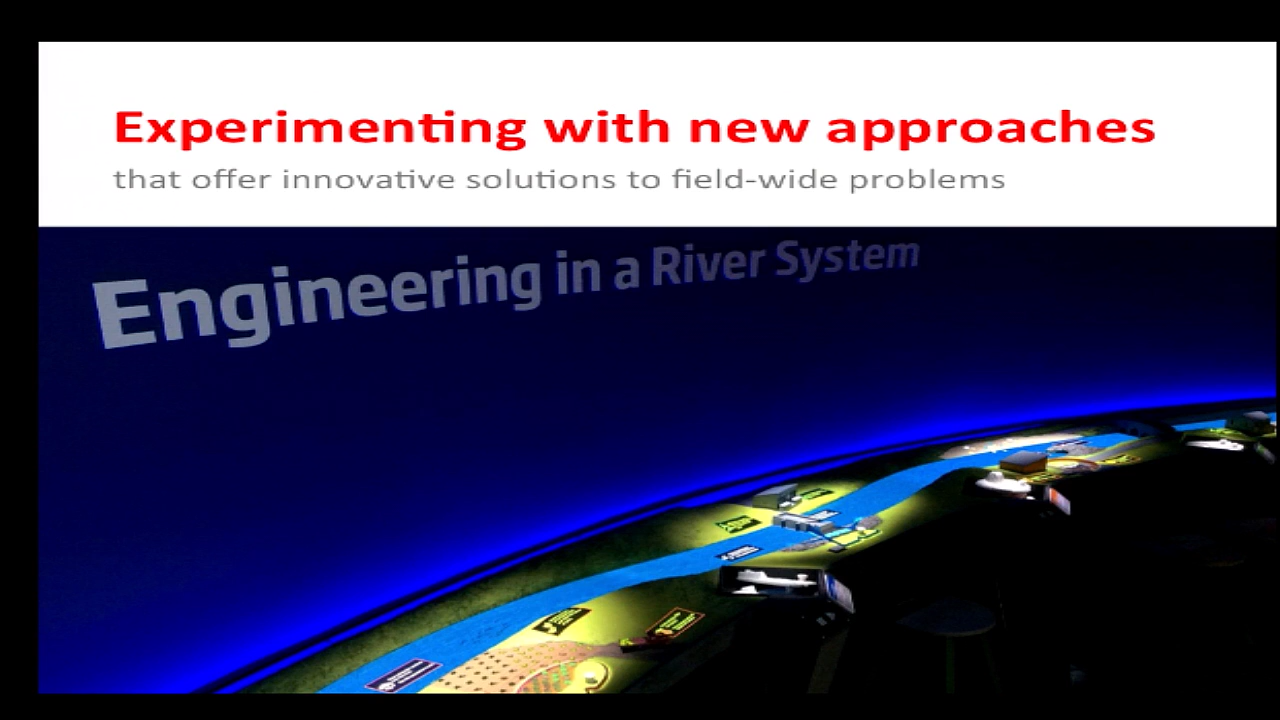 Experimenting with new approaches
that offer innovative solutions to field-wide problems
Engineering in a River System